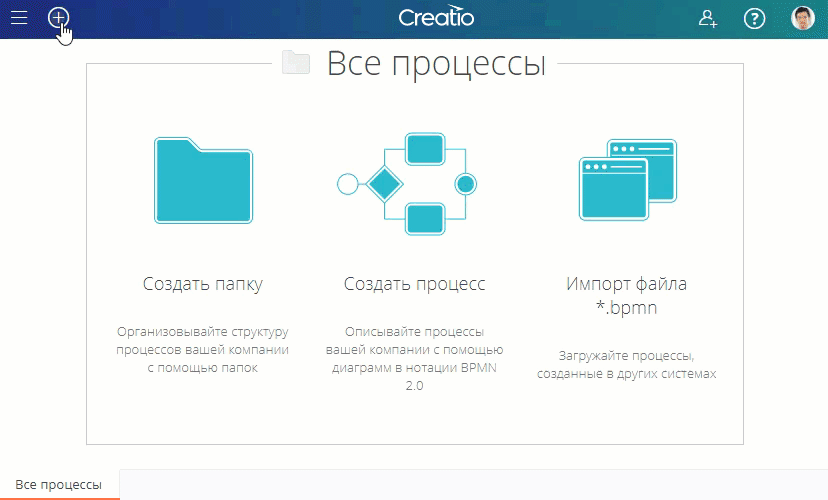 Creatio
Все процессы
Создать папку
Организовывайте структуру
процессов вашей компании
с помощью папок
Создать процесс
Описывайте процессы
вашей компании с помощью
диаграмм в нотации BPMN
2.0
Импорт файла
*.bpmn
Загружайте процессы,
созданные в других системах
Все процессы